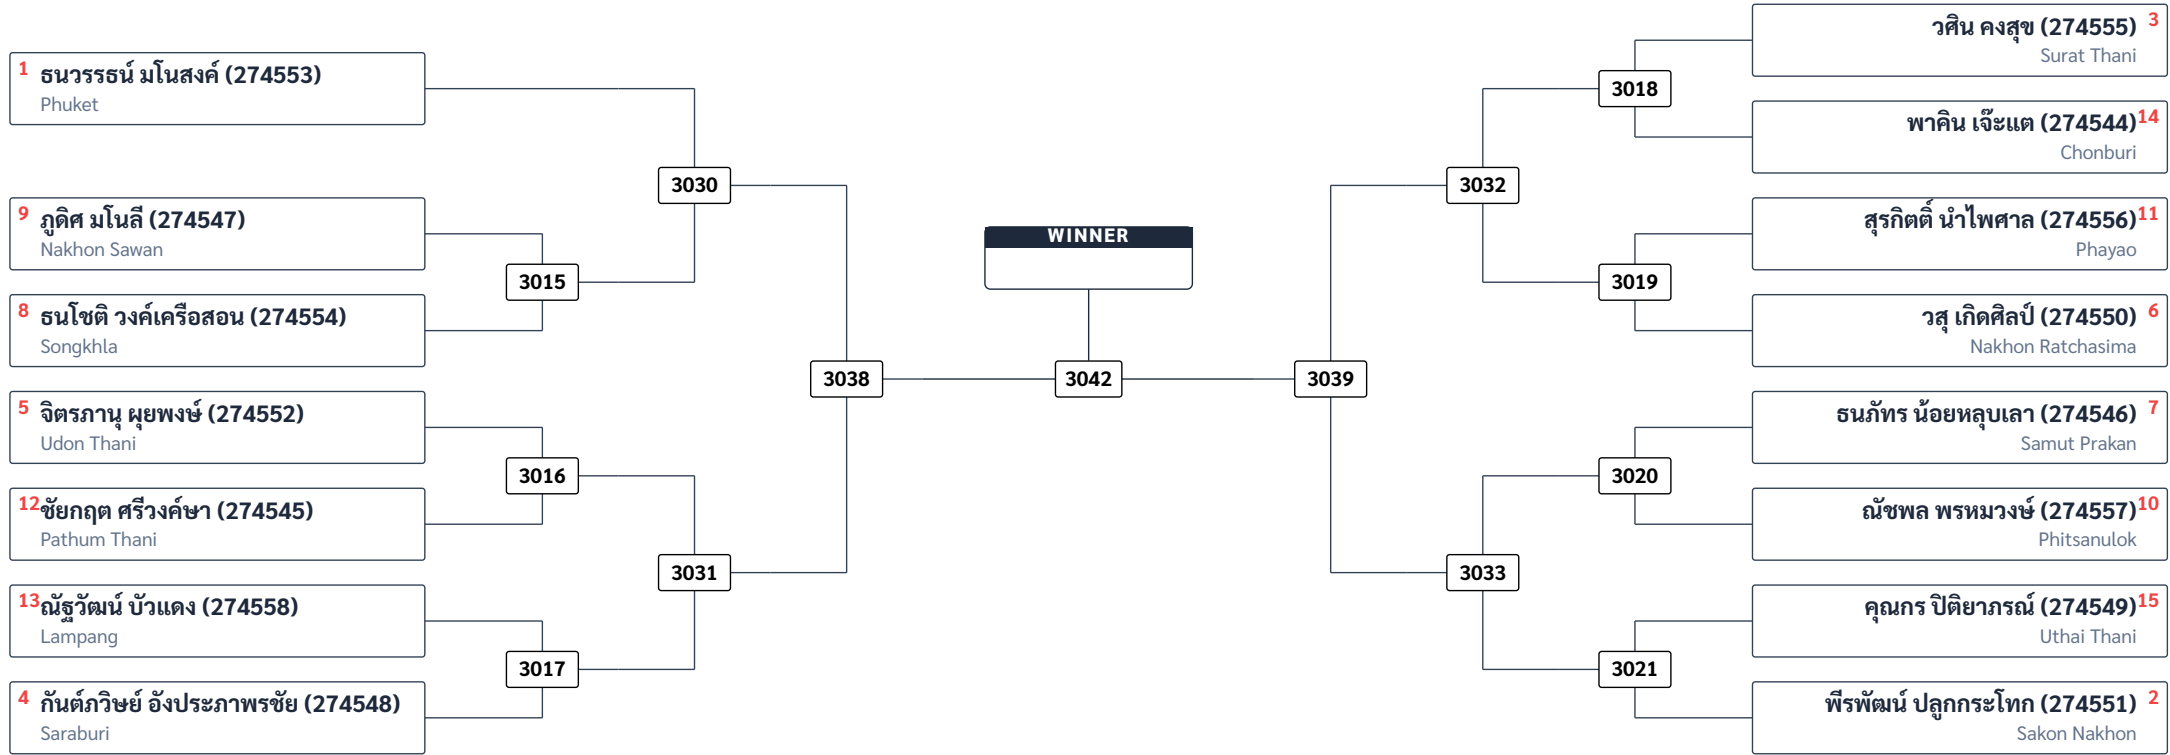 1 ธนวรรธน์ มโนสงค์ (274553)
Phuket
9 ภูดิศ มโนลี (274547)
Nakhon Sawan
8 ธนโชติ วงค์เครือสอน (274554)
Songkhla
5 จิตรภานุ ผุยพงษ์ (274552)
Udon Thani
12 ชัยกฤต ศรีวงค์ษา (274545)
Pathum Thani
13 ณัฐวัฒน์ บัวแดง (274558)
Lampang
4 กันต์ภวิษย์ อังประภาพรชัย (274548)
Saraburi
3015
3016
3017
3030
3031
3038
WINNER
3042
3039
3032
3033
3018
3019
3020
3021
วศิน คงสุข (274555) 3
Surat Thani
พาคิน เจ๊ะแต (274544) 14
Chonburi
สุรกิตติ์ นำไพศาล (274556) 11
Phayao
วสุ เกิดศิลป์ (274550) 6
Nakhon Ratchasima
ธนภัทร น้อยหลุบเลา (274546) 7
Samut Prakan
ณัชพล พรหมวงษ์ (274557) 10
Phitsanulok
คุณกร ปิติยาภรณ์ (274549) 15
Uthai Thani
พีรพัฒน์ ปลูกกระโทก (274551) 2
Sakon Nakhon